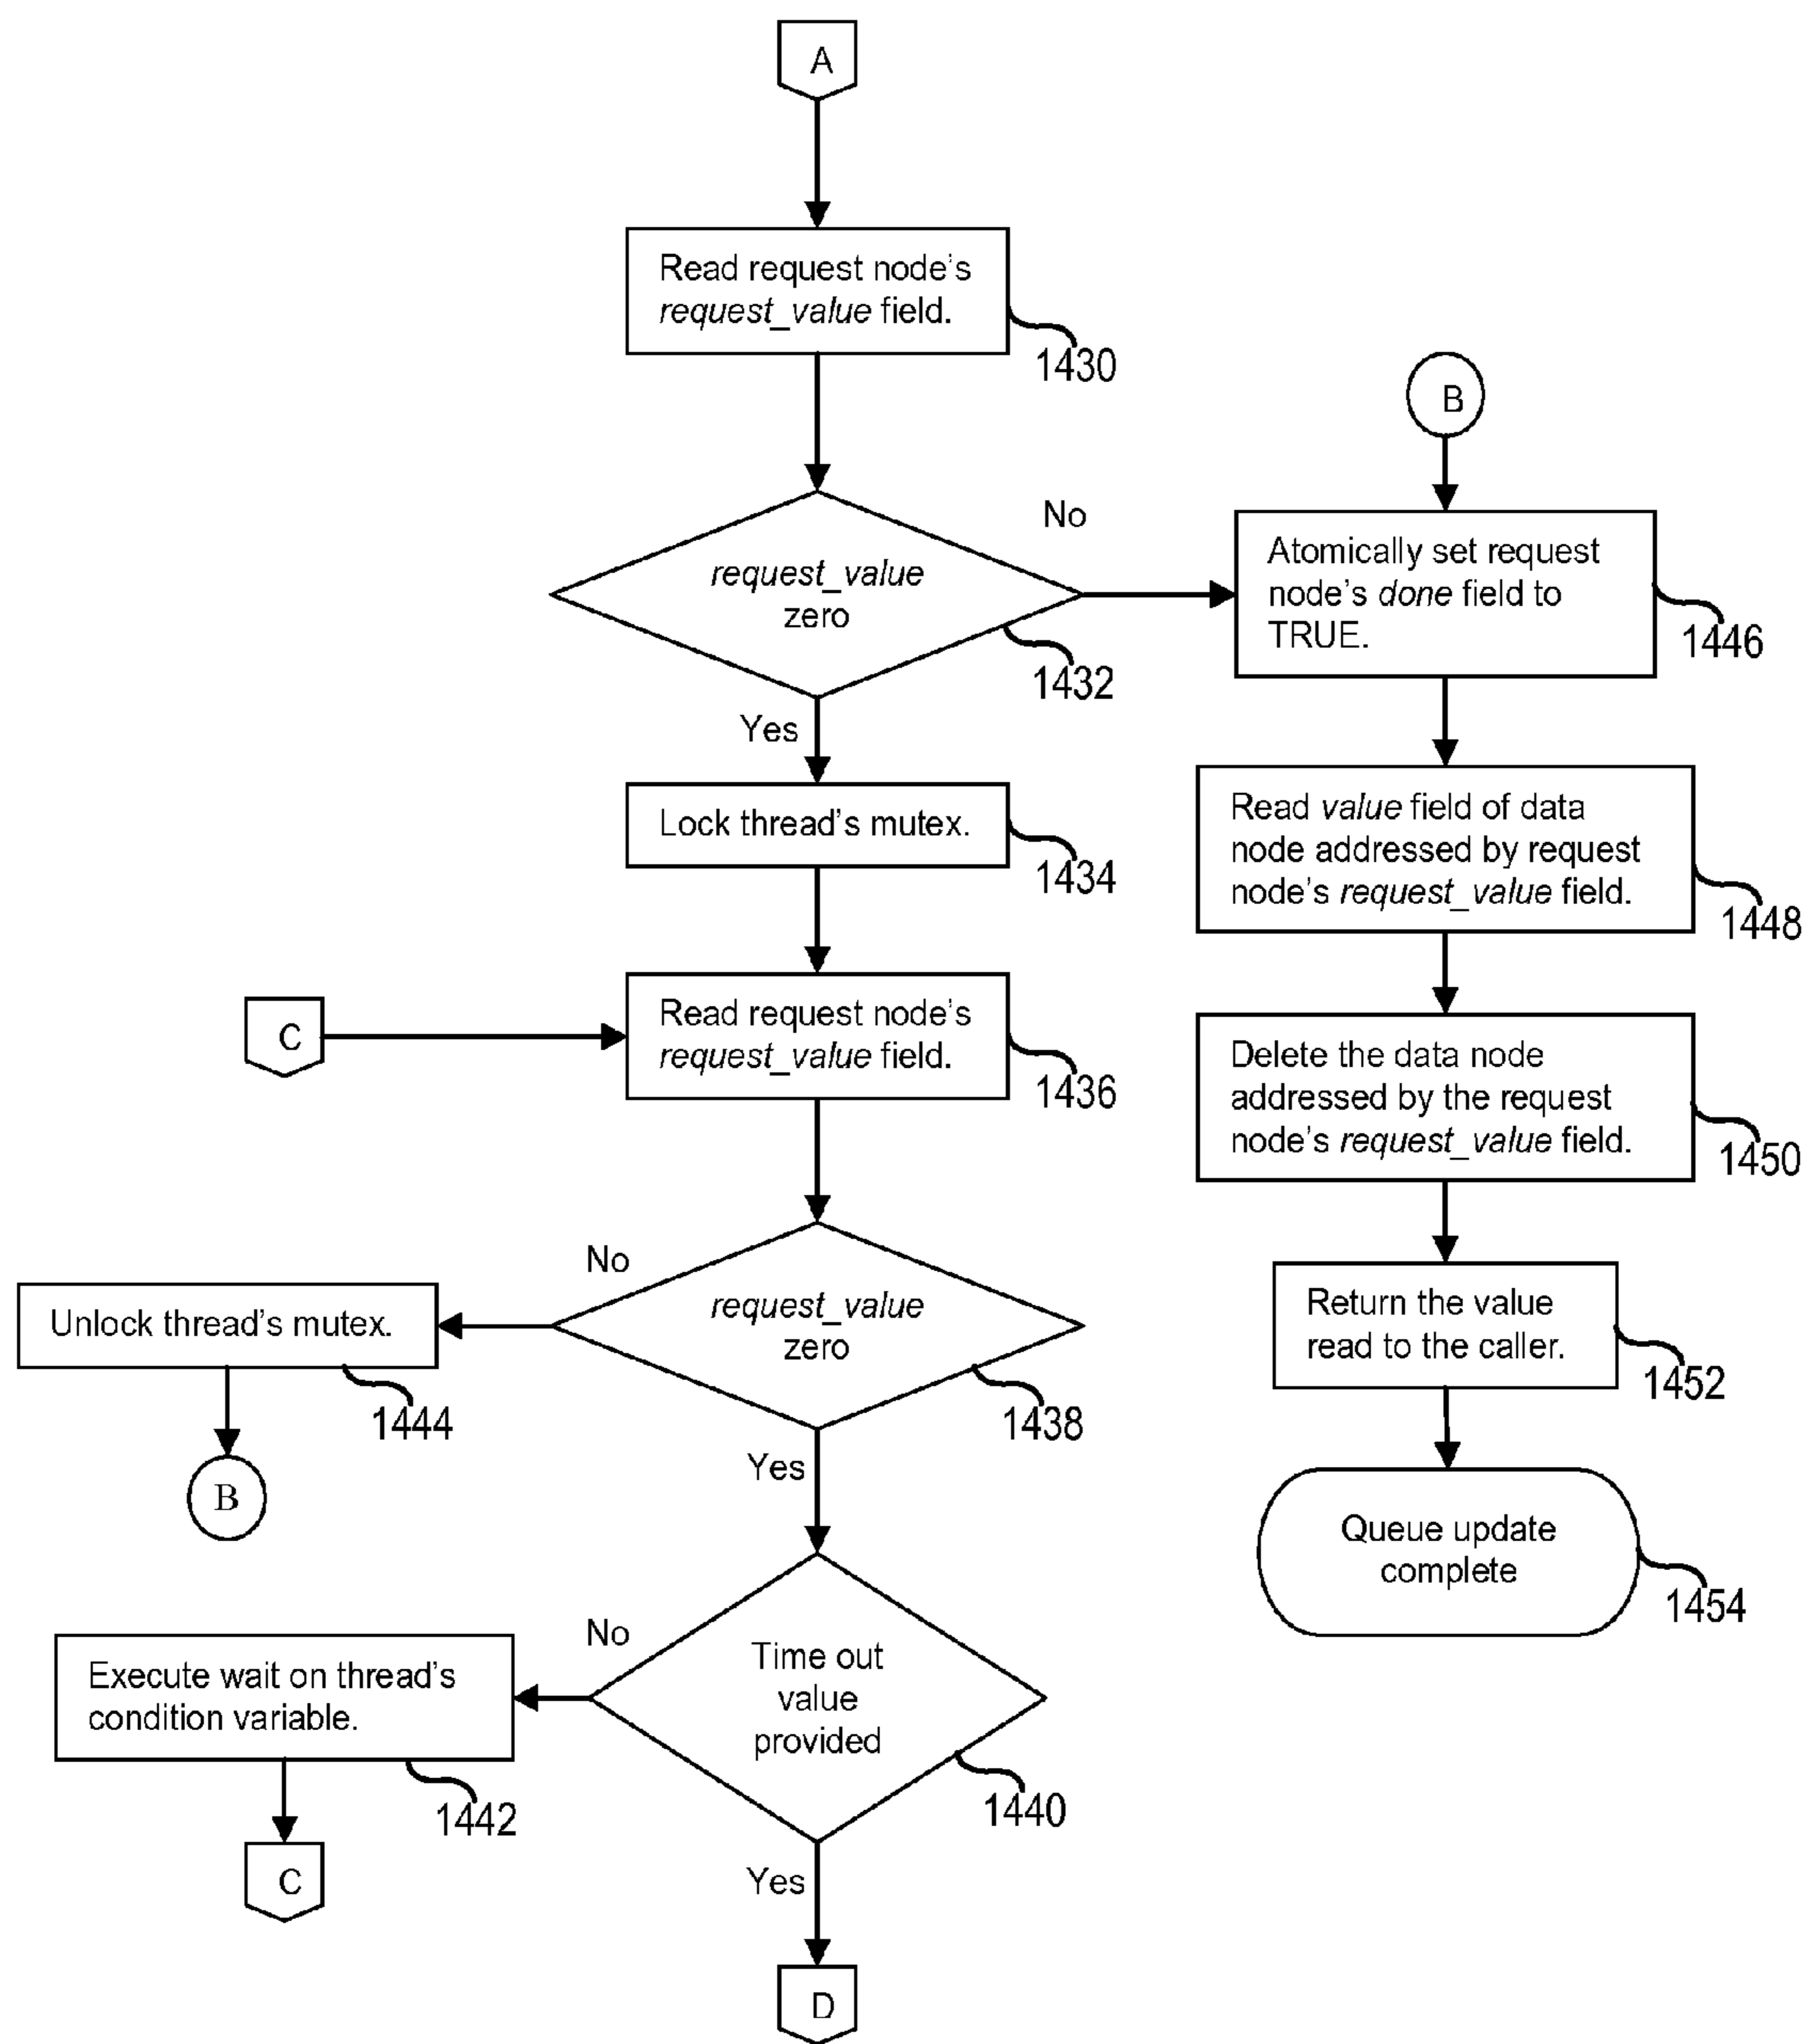 A
Read request node's
request_value field.
1430
request_value
zero
1432
No
Yes
Lock thread's mutex.
1434
C
Read request node's
request_value field.
1436
request_value
zero
1438
No
Unlock thread's mutex.
1444
B
Yes
Time out
value
provided
1440
No
Execute wait on thread's
condition variable.
1442
C
Yes
D
B
Atomically set request
node's done field to
TRUE.
1446
Read value field of data
node addressed by request
node's request_value field.
1448
Delete the data node
addressed by the request
node's request_value field.
1450
Return the value
read to the caller.
1452
Queue update
complete
1454